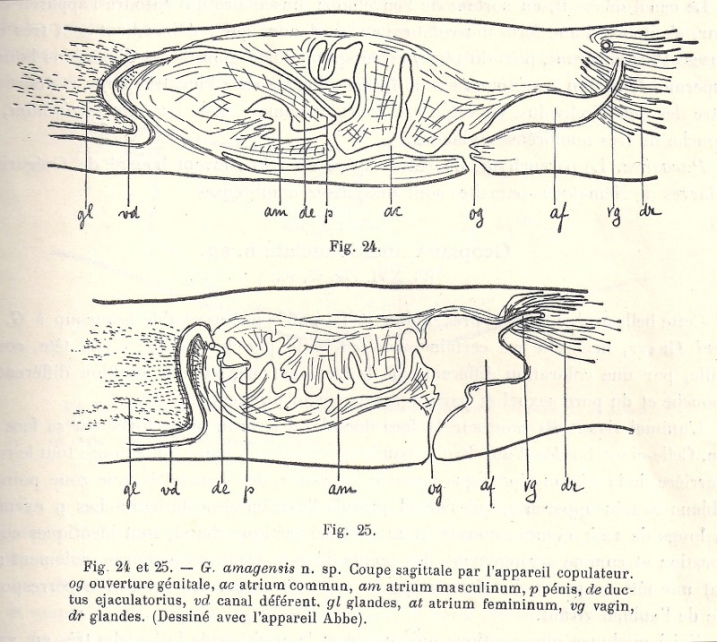 gl vd am de p ac og af vg dr
Fig. 24.
gl vd de p am og af vg dr
Fig. 25.
Fig. 24 et 25. — G. amagensis n. sp. Coupe sagittale par l'appareil copulateur.
og ouverture génitale, ac atrium commun, am atrium masculinum, p pénis, de duc-
tus ejaculatorius, vd canal déférent. gl glandes, at atrium femininum, vg vagin,
dr glandes. (Dessiné avec l'appareil Abbe).